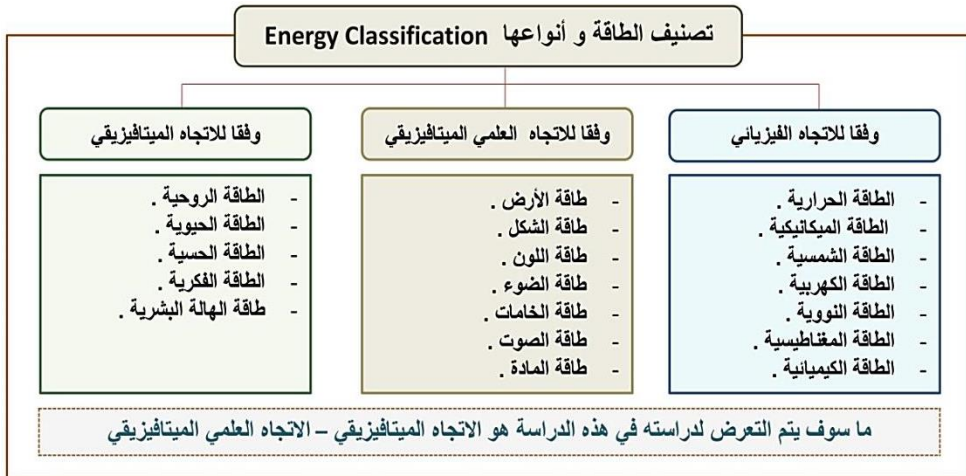 تصنيف الطاقة و أنواعها Energy Classification
وفقا للاتجاه الفيزيائي
- الطاقة الحرارية .
- الطاقة الميكانيكية .
- الطاقة الشمسية .
- الطاقة الكهربية .
- الطاقة النووية .
- الطاقة المغناطيسية .
- الطاقة الكيميائية .
وفقا للاتجاه العلمي الميتافيزيقي
- طاقة الأرض .
- طاقة الشكل .
- طاقة اللون .
- طاقة الضوء .
- طاقة الخامات .
- طاقة الصوت .
- طاقة المادة .
وفقا للاتجاه الميتافيزيقي
- الطاقة الروحية .
- الطاقة الحيوية .
- الطاقة الحسية .
- الطاقة الفكرية .
- طاقة الهالة البشرية .
ما سوف يتم التعرض لدراسته في هذه الدراسة هو الاتجاه الميتافيزيقي – الاتجاه العلمي الميتافيزيقي